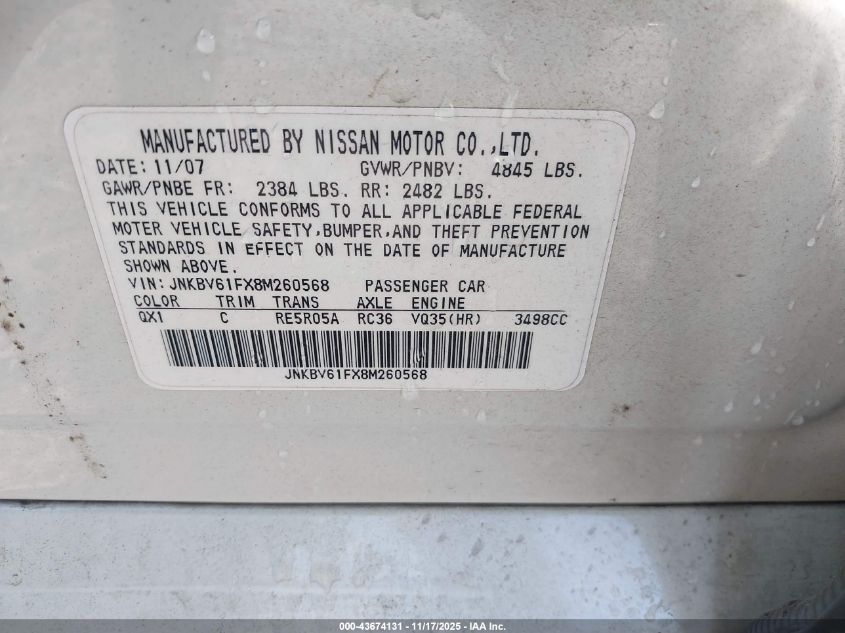 MANUFACTURED BY NISSAN MOTOR CO.,LTD.
DATE: 11/07 GVWR/PNBV: 4845 LBS.
GAWR/PNBE FR: 2384 LBS. RR: 2482 LBS.
THIS VEHICLE CONFORMS TO ALL APPLICABLE FEDERAL
MOTER VEHICLE SAFETY,BUMPER,AND THEFT PREVENTION
STANDARDS IN EFFECT ON THE DATE OF MANUFACTURE
SHOWN ABOVE.
VIN: JNKBV61FX8M260568 PASSENGER CAR
COLOR TRIM TRANS AXLE ENGINE
QX1 C RE5R05A RC36 VQ35(HR) 3498CC
JNKBV61FX8M260568
000-43674131 - 11/17/2025 - IAA Inc.